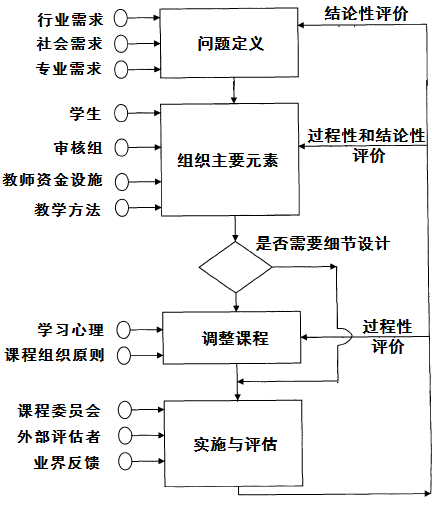 行业需求
结论性评价
社会需求
问题定义
专业需求
学生
审核组
过程性和结论性
评价
组织主要元素
教师资金设施
教学方法
是否需要细节设计
学习心理
过程性
评价
调整课程
课程组织原则
课程委员会
外部评估者
实施与评估
业界反馈